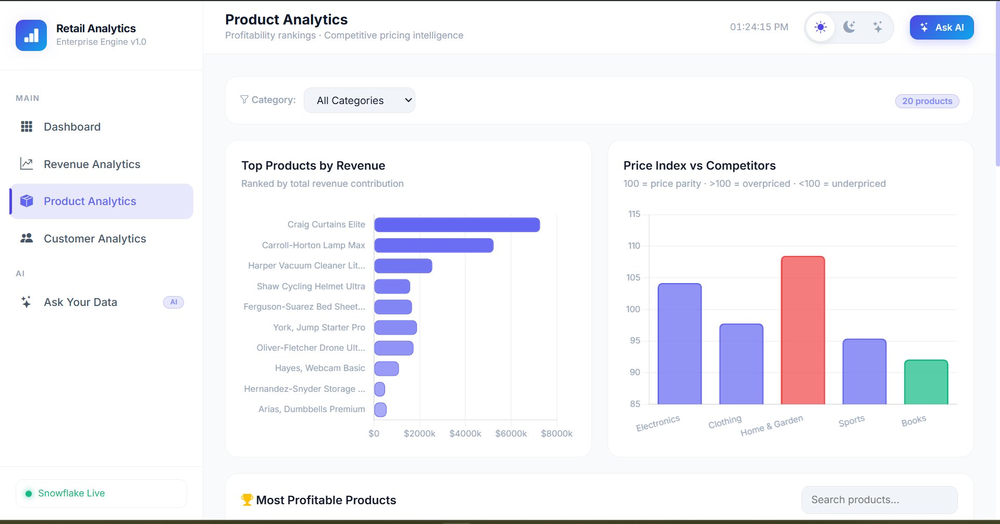 Retail Analytics
Enterprise Engine v1.0
MAIN
Dashboard
Revenue Analytics
Product Analytics
Customer Analytics
AI
Ask Your Data
AI
Snowflake Live
Product Analytics
Profitability rankings · Competitive pricing intelligence
01:24:15 PM
Ask AI
Category:
All Categories
20 products
Top Products by Revenue
Ranked by total revenue contribution
Craig Curtains Elite
Carroll-Horton Lamp Max
Harper Vacuum Cleaner Lit...
Shaw Cycling Helmet Ultra
Ferguson-Suarez Bed Sheet...
York, Jump Starter Pro
Oliver-Fletcher Drone Ult...
Hayes, Webcam Basic
Hernandez-Snyder Storage ...
Arias, Dumbbells Premium
$0 $2000k $4000k $6000k $8000k
Price Index vs Competitors
100 = price parity · >100 = overpriced · <100 = underpriced
115
110
105
100
95
90
85
Electronics Clothing Home & Garden Sports Books
Most Profitable Products
Search products...